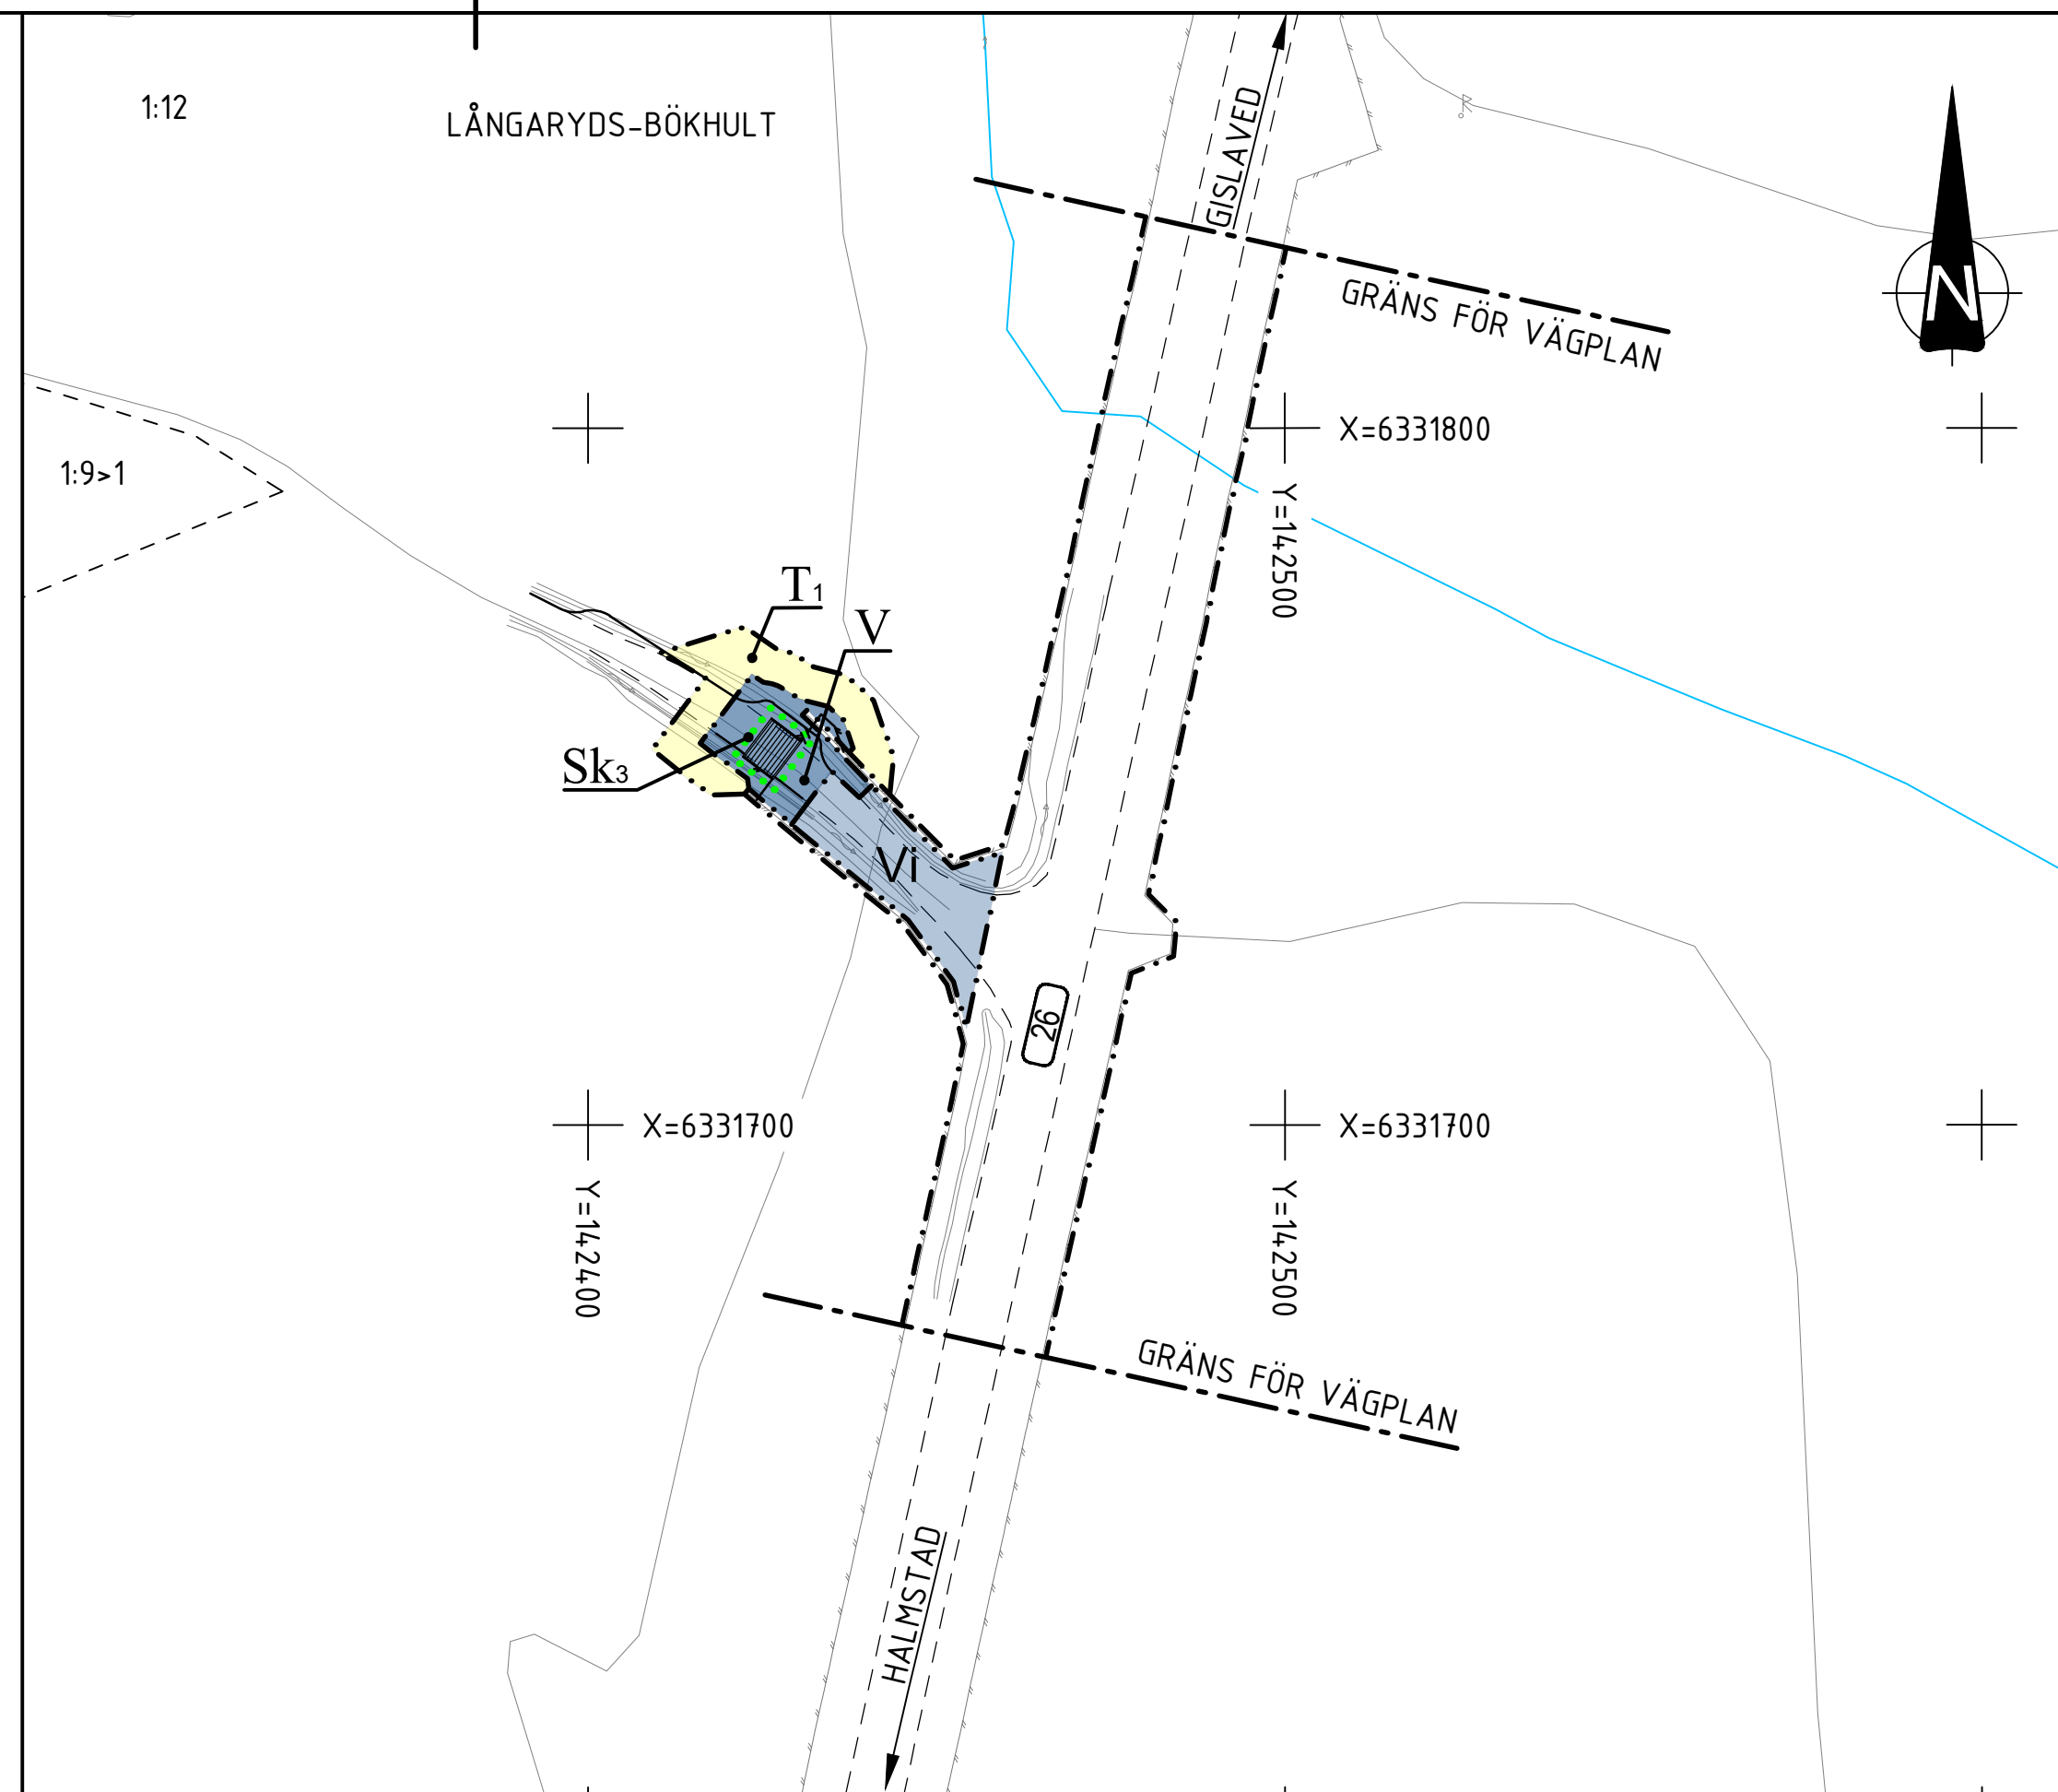 1:12
LÅNGARYDS-BÖKHULT
GISLAVED
GRÄNS FÖR VÄGPLAN
N
X=6331800
1:9>1
Y=142500
T1
V
Sk3
Vi
26
X=6331700
X=6331700
Y=142400
Y=142500
GRÄNS FÖR VÄGPLAN
HALMSTAD